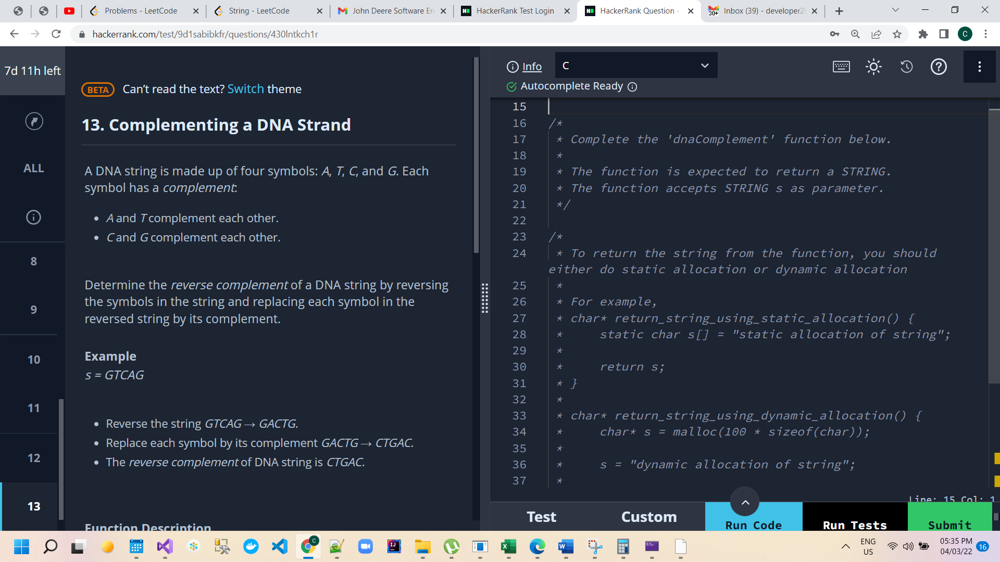 Problems - LeetCode
String - LeetCode
John Deere Software En
HackerRank Test Login
HackerRank Question -
30+
Inbox (39) - developer2
hackerrank.com/test/9d1sabibkfr/questions/430lntkch1r
C
7d 11h left
BETA Can’t read the text? Switch theme
13. Complementing a DNA Strand
A DNA string is made up of four symbols: A, T, C, and G. Each
symbol has a complement:
• A and T complement each other.
• C and G complement each other.
Determine the reverse complement of a DNA string by reversing
the symbols in the string and replacing each symbol in the
reversed string by its complement.
Example
s = GTCAG
• Reverse the string GTCAG → GACTG.
• Replace each symbol by its complement GACTG → CTGAC.
• The reverse complement of DNA string is CTGAC.
Function Description
ALL
8
9
10
11
12
13
Info
C
Autocomplete Ready
15
16 /*
17 * Complete the 'dnaComplement' function below.
18 *
19 * The function is expected to return a STRING.
20 * The function accepts STRING s as parameter.
21 */
22
23 /*
24 * To return the string from the function, you should
either do static allocation or dynamic allocation
25 *
26 * For example,
27 * char* return_string_using_static_allocation() {
28 *     static char s[] = "static allocation of string";
29 *
30 *     return s;
31 * }
32 *
33 * char* return_string_using_dynamic_allocation() {
34 *     char* s = malloc(100 * sizeof(char));
35 *
36 *     s = "dynamic allocation of string";
37 *
Line: 15 Col: 1
Test
Custom
Run Code
Run Tests
Submit
ENG
US
05:35 PM
04/03/22
16